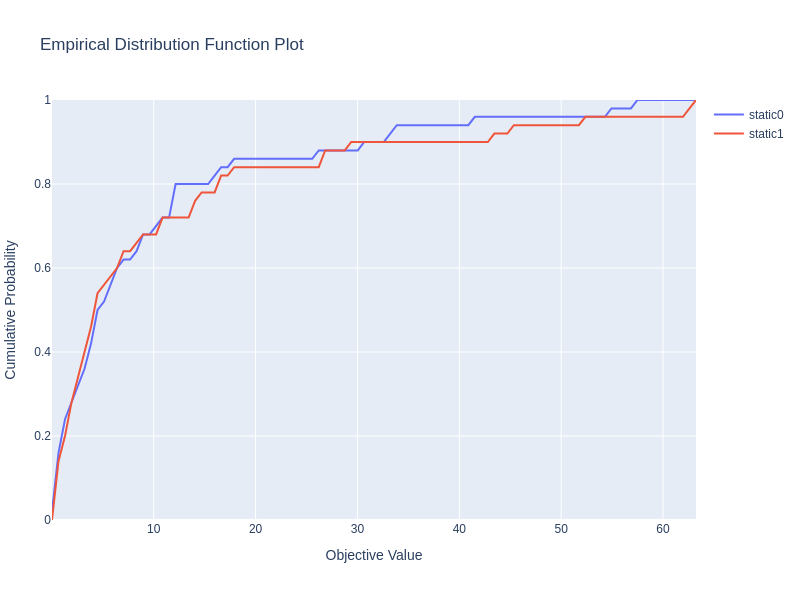 Empirical Distribution Function Plot
static0
static1
1
0.8
0.6
0.4
0.2
0
Cumulative Probability
10
20
30
40
50
60
Objective Value